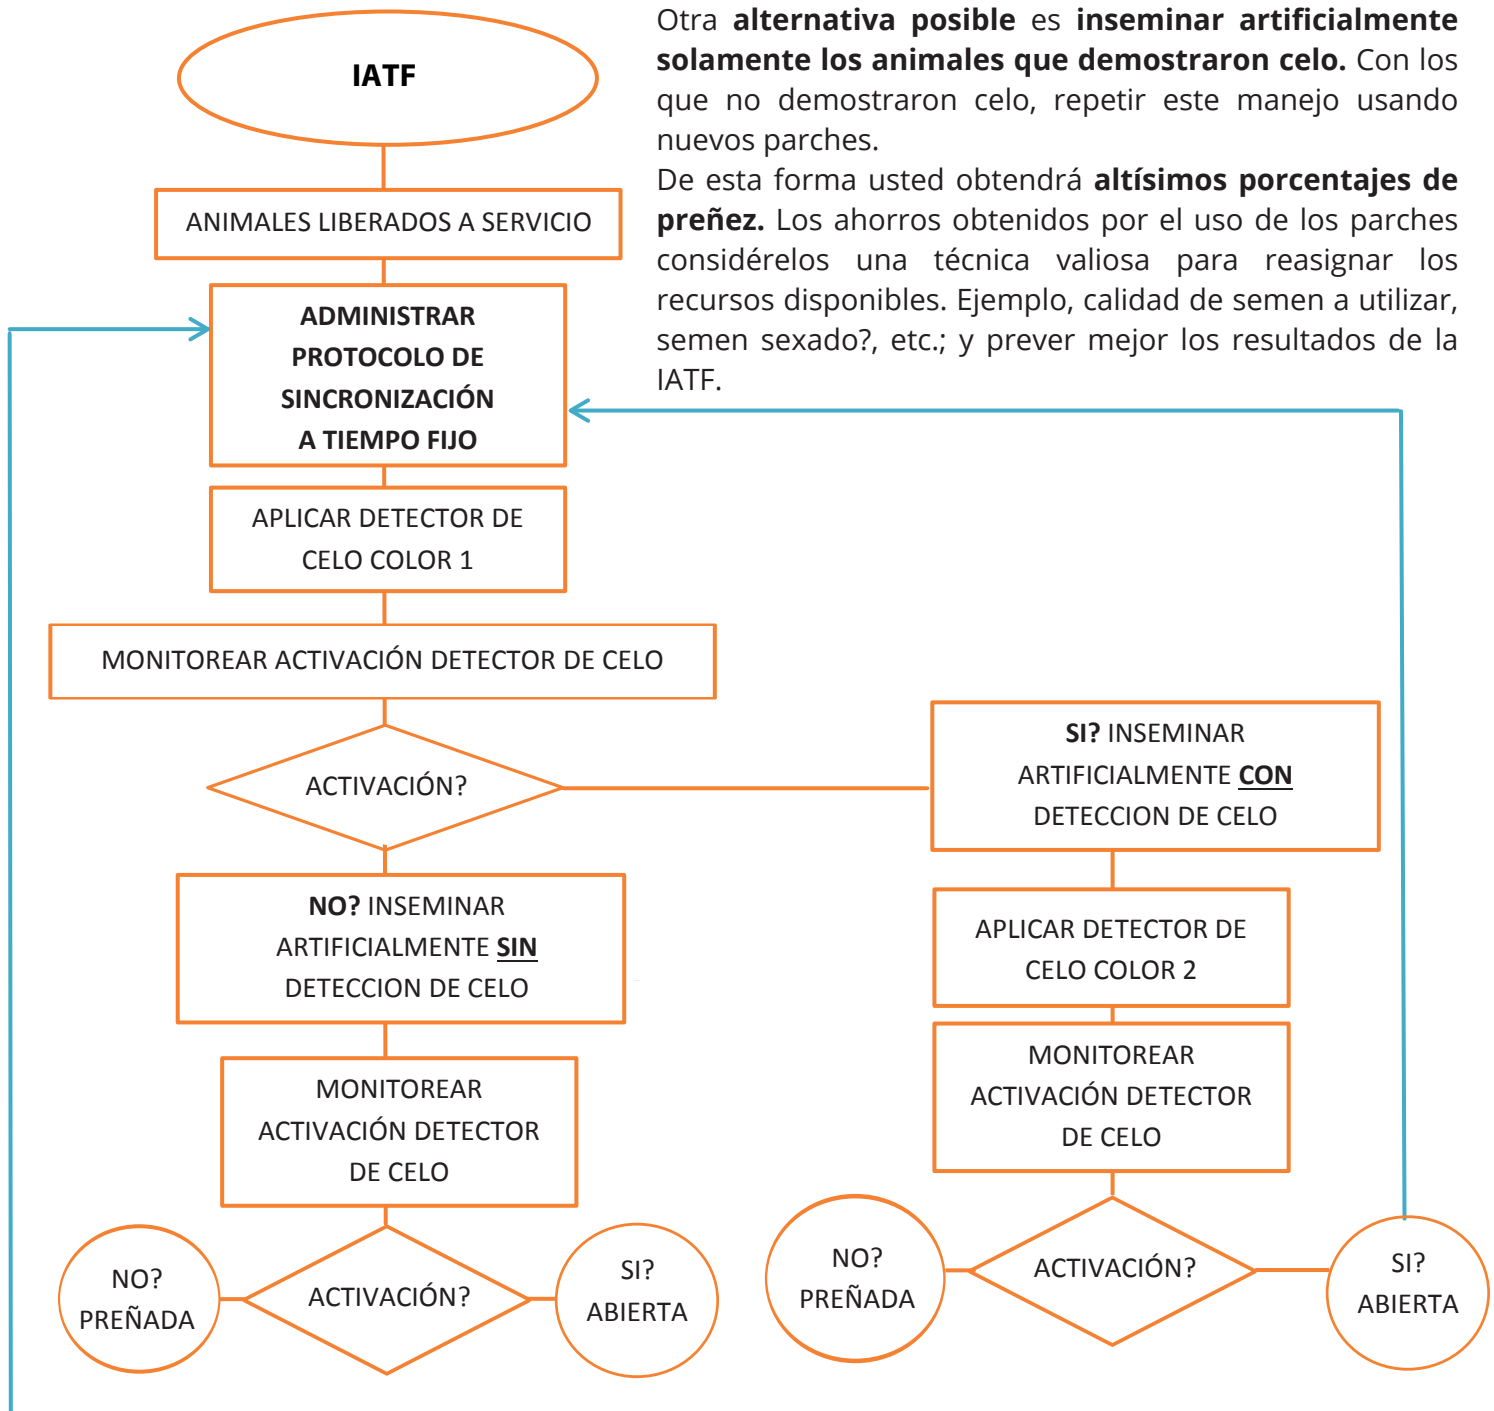 IATF
Otra alternativa posible es inseminar artificialmente
solamente los animales que demostraron celo. Con los
que no demostraron celo, repetir este manejo usando
nuevos parches.
De esta forma usted obtendrá altísimos porcentajes de
preñez. Los ahorros obtenidos por el uso de los parches
considérelos una técnica valiosa para reasignar los
recursos disponibles. Ejemplo, calidad de semen a utilizar,
semen sexado?, etc.; y prever mejor los resultados de la
IATF.
ANIMALES LIBERADOS A SERVICIO
ADMINISTRAR
PROTOCOLO DE
SINCRONIZACIÓN
A TIEMPO FIJO
APLICAR DETECTOR DE
CELO COLOR 1
MONITOREAR ACTIVACIÓN DETECTOR DE CELO
ACTIVACIÓN?
SI? INSEMINAR
ARTIFICIALMENTE CON
DETECCION DE CELO
NO? INSEMINAR
ARTIFICIALMENTE SIN
DETECCION DE CELO
APLICAR DETECTOR DE
CELO COLOR 2
MONITOREAR
ACTIVACIÓN DETECTOR
DE CELO
MONITOREAR
ACTIVACIÓN DETECTOR
DE CELO
NO?
PREÑADA
ACTIVACIÓN?
SI?
ABIERTA
NO?
PREÑADA
ACTIVACIÓN?
SI?
ABIERTA